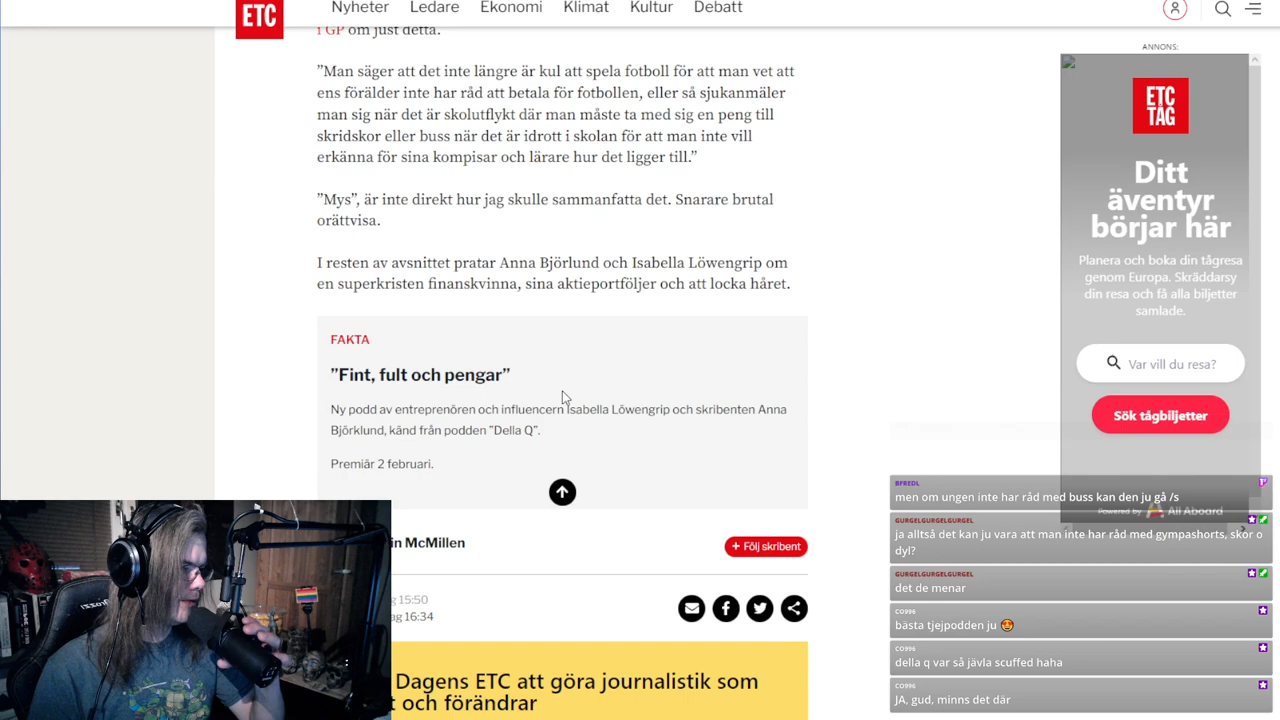 ETC
Nyheter Ledare Ekonomi Klimat Kultur Debatt
i GP om just detta.
”Man säger att det inte längre är kul att spela fotboll för att man vet att
ens förälder inte har råd att betala för fotbollen, eller så sjukanmäler
man sig när det är skolutflykt där man måste ta med sig en peng till
skridskor eller buss när det är idrott i skolan för att man inte vill
erkänna för sina kompisar och lärare hur det ligger till.”
”Mys”, är inte direkt hur jag skulle sammanfatta det. Snarare brutal
orättvisa.
I resten av avsnittet pratar Anna Björlund och Isabella Löwengrip om
en superkristen finanskvinna, sina aktieportföljer och att locka håret.
FAKTA
”Fint, fult och pengar”
Ny podd av entreprenören och influencern Isabella Löwengrip och skribenten Anna
Björklund, känd från podden ”Della Q”.
Premiär 2 februari.
in McMillen
+ Följ skribent
g 15:50
ag 16:34
Dagens ETC att göra journalistik som
t och förändrar
ANNONS:
ETC
TAG
Ditt
äventyr
börjar här
Planera och boka din tågresa
genom Europa. Skräddarsy
din resa och få alla biljetter
samlade.
Var vill du resa?
Sök tågbiljetter
Powered by All Aboard
BFREDL
men om ungen inte har råd med buss kan den ju gå /s
GURGELGURGELGURGEL
ja alltså det kan ju vara att man inte har råd med gympashorts, skor o
dyl?
GURGELGURGELGURGEL
det de menar
CO996
bästa tjejpodden ju 🥰
CO996
della q var så jävla scuffed haha
CO996
JA, gud, minns det där